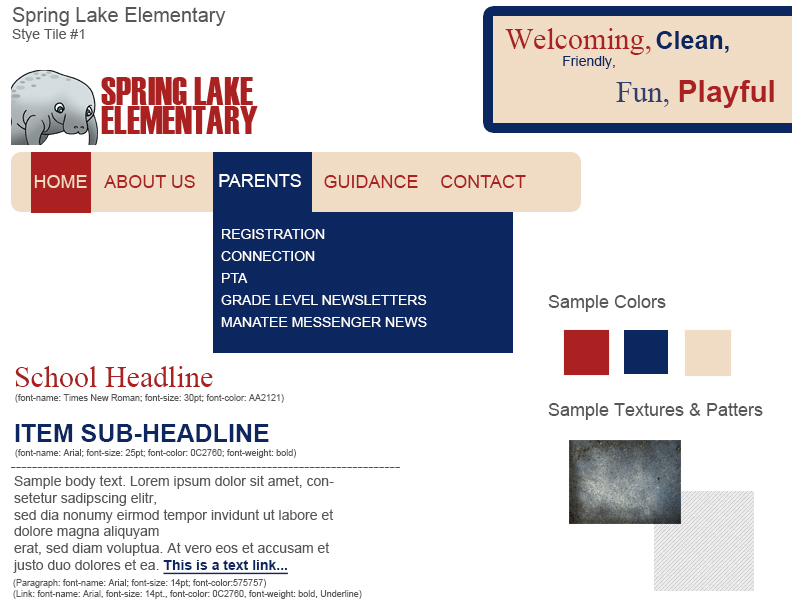 Spring Lake Elementary
Stye Tile #1
Welcoming, Clean,
Friendly,
Fun, Playful
SPRING LAKE
ELEMENTARY
HOME ABOUT US PARENTS GUIDANCE CONTACT
REGISTRATION
CONNECTION
PTA
GRADE LEVEL NEWSLETTERS
MANATEE MESSENGER NEWS
Sample Colors
School Headline
(font-name: Times New Roman; font-size: 30pt; font-color: AA2121)
Sample Textures & Patters
ITEM SUB-HEADLINE
(font-name: Arial; font-size: 25pt; font-color: 0C2760; font-weight: bold)
Sample body text. Lorem ipsum dolor sit amet, con-
setetur sadipscing elitr,
sed dia nonumy eirmod tempor invidunt ut labore et
dolore magna aliquyam
erat, sed diam voluptua. At vero eos et accusam et
justo duo dolores et ea. This is a text link...
(Paragraph: font-name: Arial; font-size: 14pt; font-color:575757)
(Link: font-name: Arial, font-size: 14pt., font-color: 0C2760, font-weight: bold, Underline)